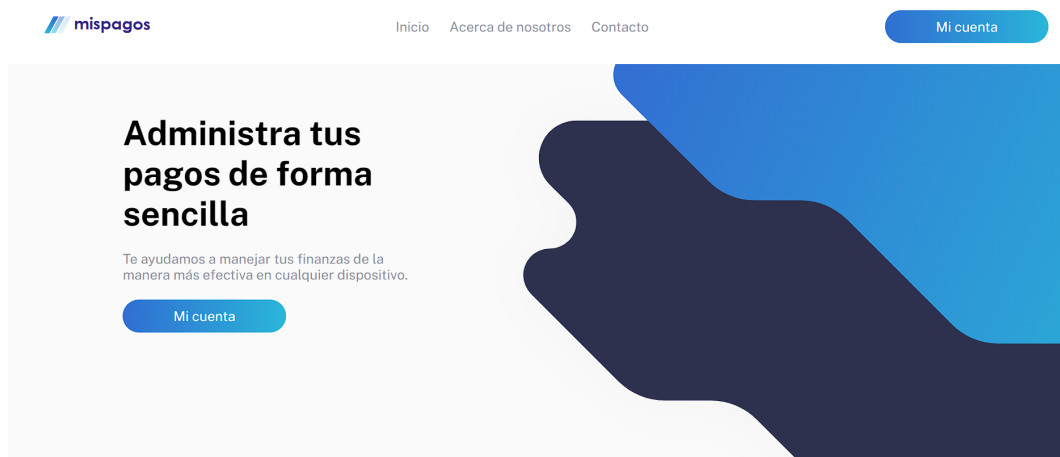 mispagos
Inicio Acerca de nosotros Contacto
Mi cuenta
Administra tus
pagos de forma
sencilla
Te ayudamos a manejar tus finanzas de la
manera más efectiva en cualquier dispositivo.
Mi cuenta